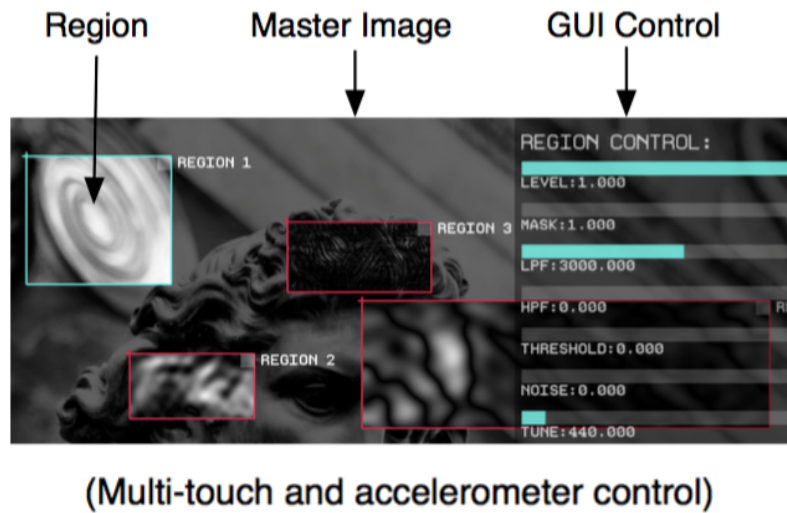 Region
Master Image
GUI Control
REGION 1
REGION 3
REGION 2
REGION CONTROL:
LEVEL:1.000
MASK:1.000
LPF:3000.000
HPF:0.000
THRESHOLD:0.000
NOISE:0.000
TUNE:440.000
(Multi-touch and accelerometer control)